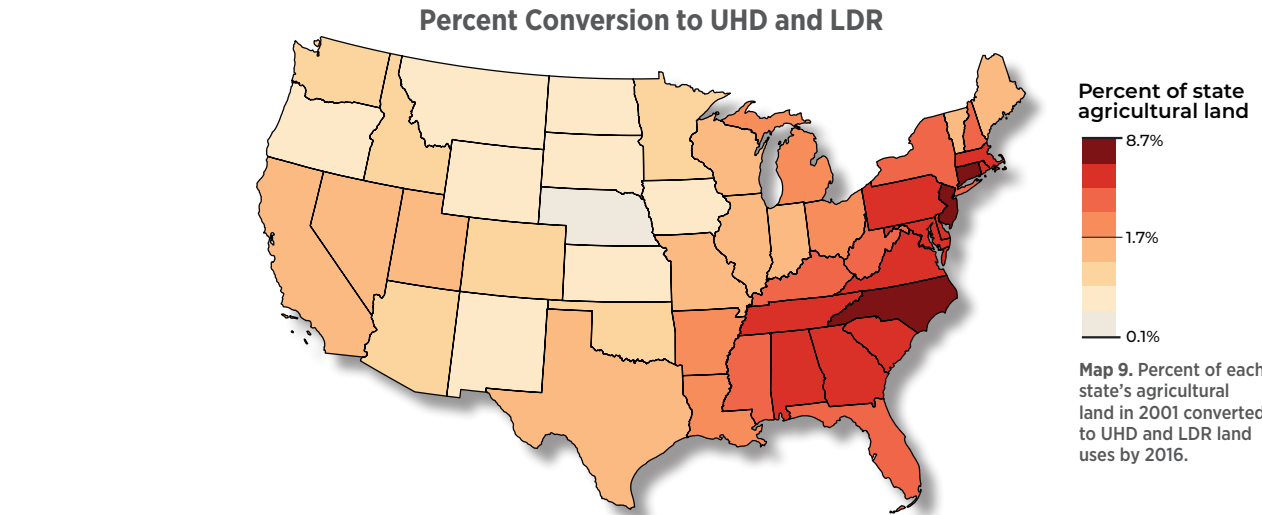 Percent Conversion to UHD and LDR
Percent of state
agricultural land
8.7%
1.7%
0.1%
Map 9. Percent of each
state's agricultural
land in 2001 converted
to UHD and LDR land
uses by 2016.